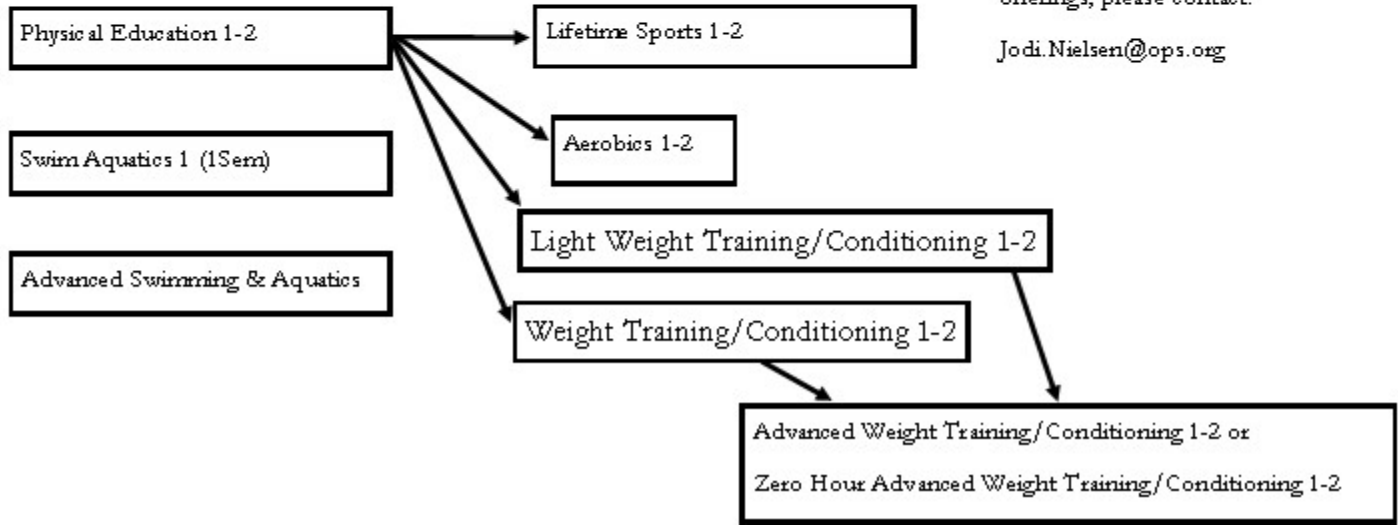 offerings, please contact:
Jodi.Nielsen@ops.org
Physical Education 1-2
Lifetime Sports 1-2
Aerobics 1-2
Swim Aquatics 1 (1Sem)
Light Weight Training/Conditioning 1-2
Advanced Swimming & Aquatics
Weight Training/Conditioning 1-2
Advanced Weight Training/Conditioning 1-2 or
Zero Hour Advanced Weight Training/Conditioning 1-2